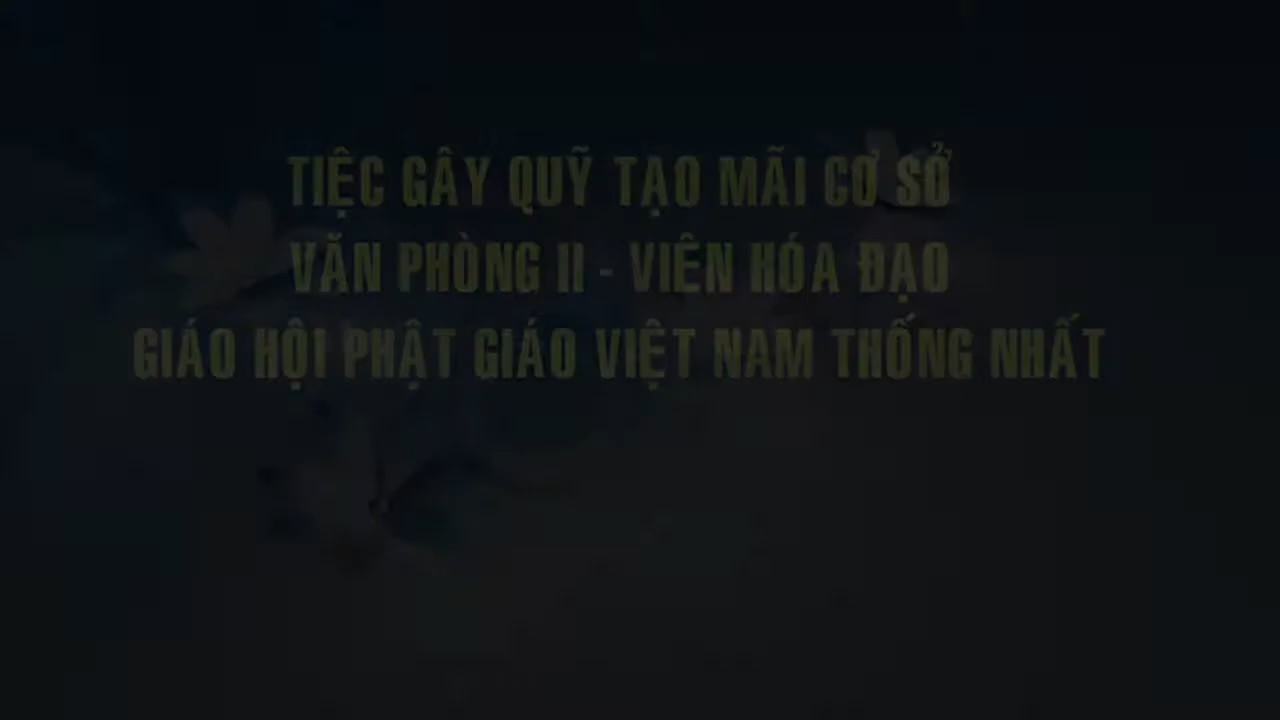 TIỆC GÂY QUỸ TẠO MÃI CƠ SỞ
VĂN PHÒNG II - VIÊN HÓA ĐẠO
GIÁO HỘI PHẬT GIÁO VIỆT NAM THỐNG NHẤT